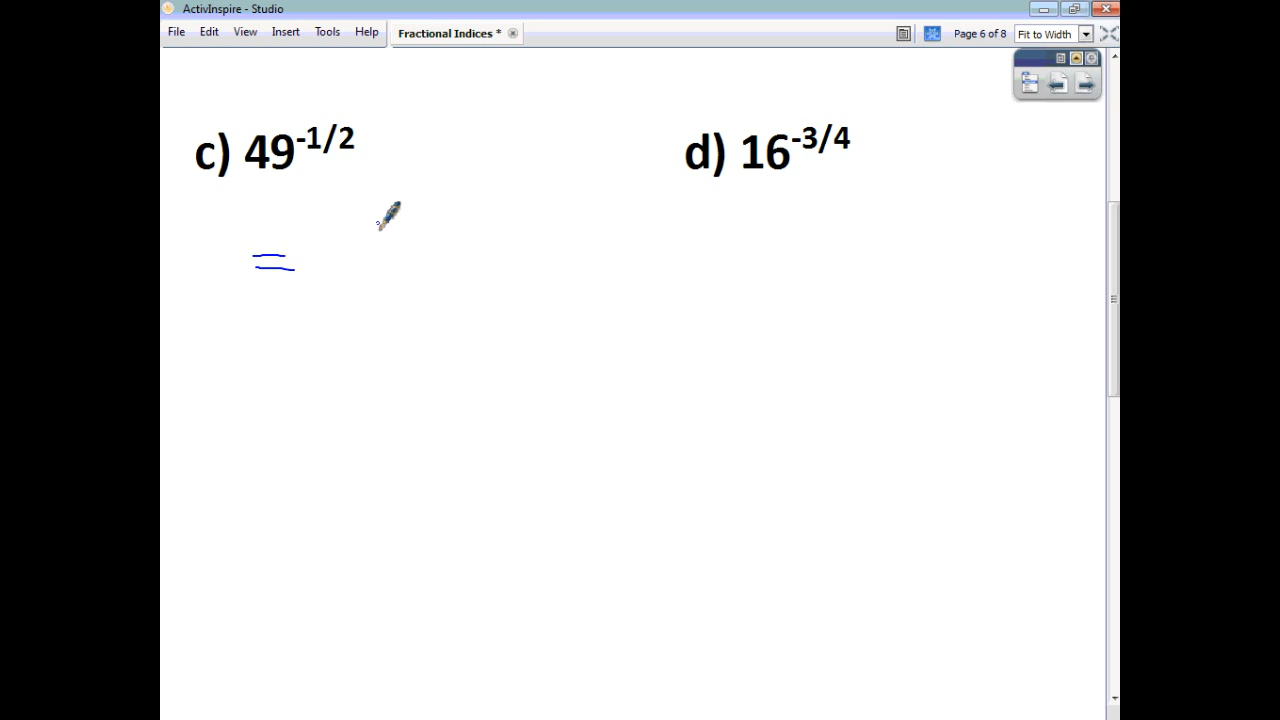 ActivInspire - Studio
File Edit View Insert Tools Help Fractional Indices * Page 6 of 8 Fit to Width
c) 49^-1/2 d) 16^-3/4
=